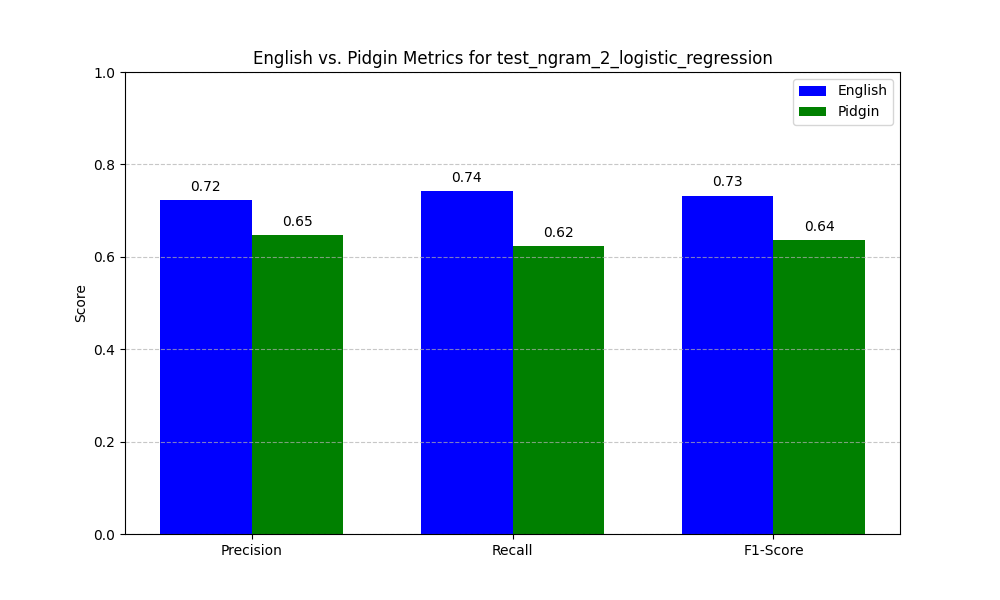 English vs. Pidgin Metrics for test_ngram_2_logistic_regression
1.0
English
Pidgin
0.8
0.72
0.65
0.74
0.62
0.73
0.64
0.6
Score
0.4
0.2
0.0
Precision
Recall
F1-Score